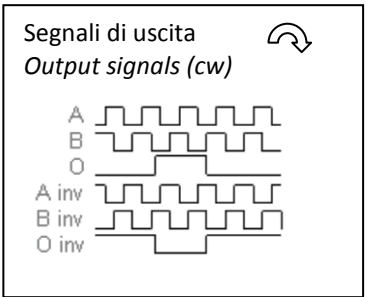 Segnali di uscita
Output signals (cw)
A
B
O
A inv
B inv
O inv